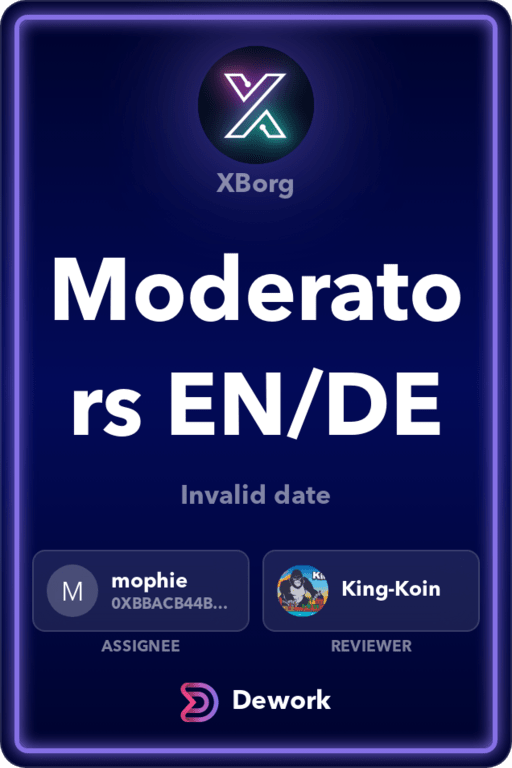 XBorg
Moderato
rs EN/DE
Invalid date
M
mophie
0XBBACB44B...
King-Koin
ASSIGNEE
REVIEWER
Dework